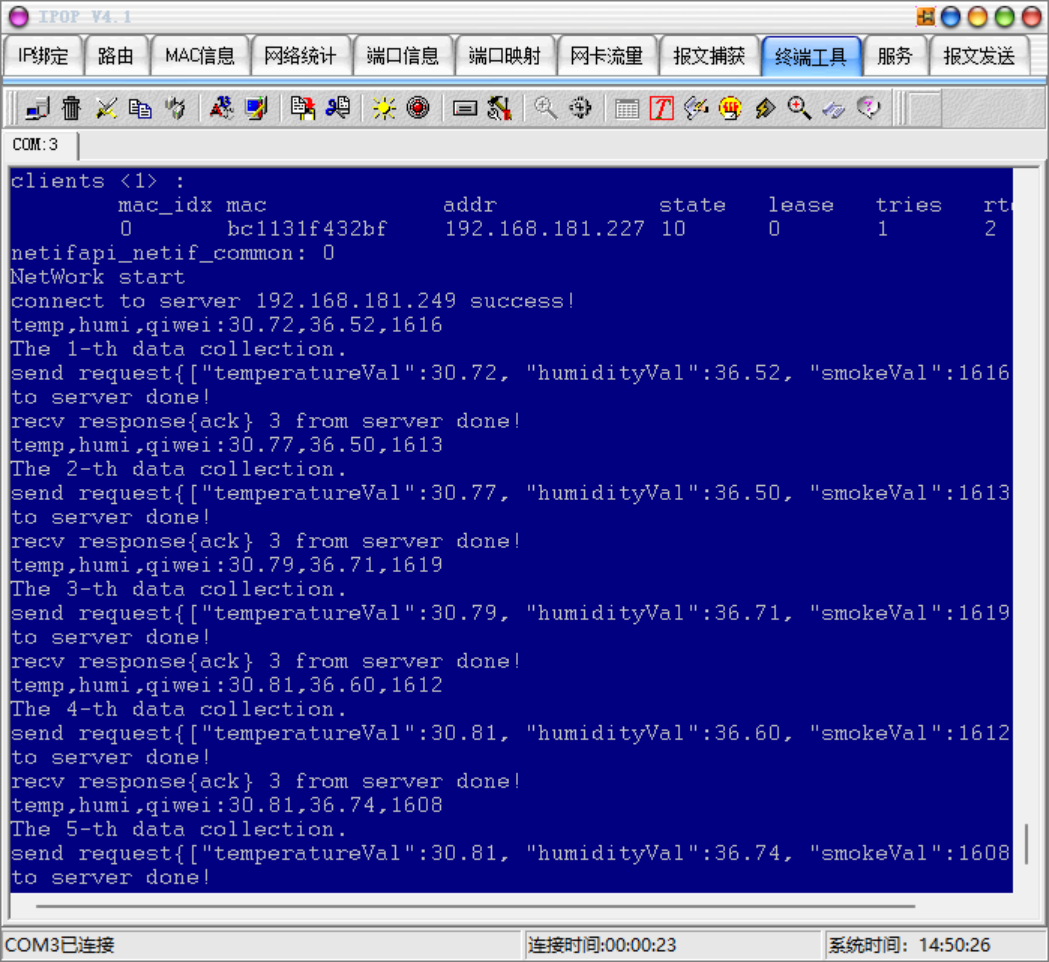 IPOP V4.1
IP绑定 路由 MAC信息 网络统计 端口信息 端口映射 网卡流量 报文捕获 终端工具 服务 报文发送
COM:3
clients <1> :
mac_idx mac addr state lease tries
0 bc1131f432bf 192.168.181.227 10 0 1 2
netifapi_netif_common: 0
NetWork start
connect to server 192.168.181.249 success!
temp,humi,qiwei:30.72,36.52,1616
The 1-th data collection.
send request{["temperatureVal":30.72, "humidityVal":36.52, "smokeVal":1616
to server done!
recv response{ack} 3 from server done!
temp,humi,qiwei:30.77,36.50,1613
The 2-th data collection.
send request{["temperatureVal":30.77, "humidityVal":36.50, "smokeVal":1613
to server done!
recv response{ack} 3 from server done!
temp,humi,qiwei:30.79,36.71,1619
The 3-th data collection.
send request{["temperatureVal":30.79, "humidityVal":36.71, "smokeVal":1619
to server done!
recv response{ack} 3 from server done!
temp,humi,qiwei:30.81,36.60,1612
The 4-th data collection.
send request{["temperatureVal":30.81, "humidityVal":36.60, "smokeVal":1612
to server done!
recv response{ack} 3 from server done!
temp,humi,qiwei:30.81,36.74,1608
The 5-th data collection.
send request{["temperatureVal":30.81, "humidityVal":36.74, "smokeVal":1608
to server done!
COM3已连接 连接时间:00:00:23 系统时间：14:50:26